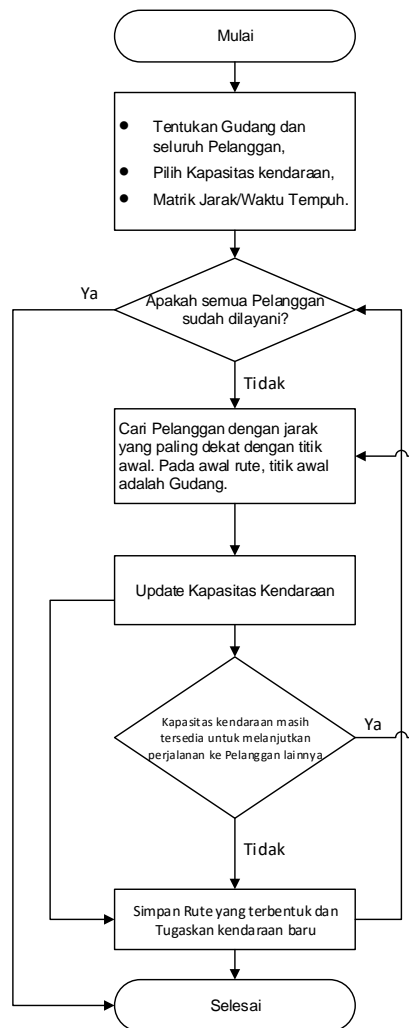 Mulai
● Tentukan Gudang dan
seluruh Pelanggan,
● Pilih Kapasitas kendaraan,
● Matrik Jarak/Waktu Tempuh.
Ya
Apakah semua Pelanggan
sudah dilayani?
Tidak
Cari Pelanggan dengan jarak
yang paling dekat dengan titik
awal. Pada awal rute, titik awal
adalah Gudang.
Update Kapasitas Kendaraan
Kapasitas kendaraan masih
tersedia untuk melanjutkan
perjalanan ke Pelanggan lainnya
Ya
Tidak
Simpan Rute yang terbentuk dan
Tugaskan kendaraan baru
Selesai